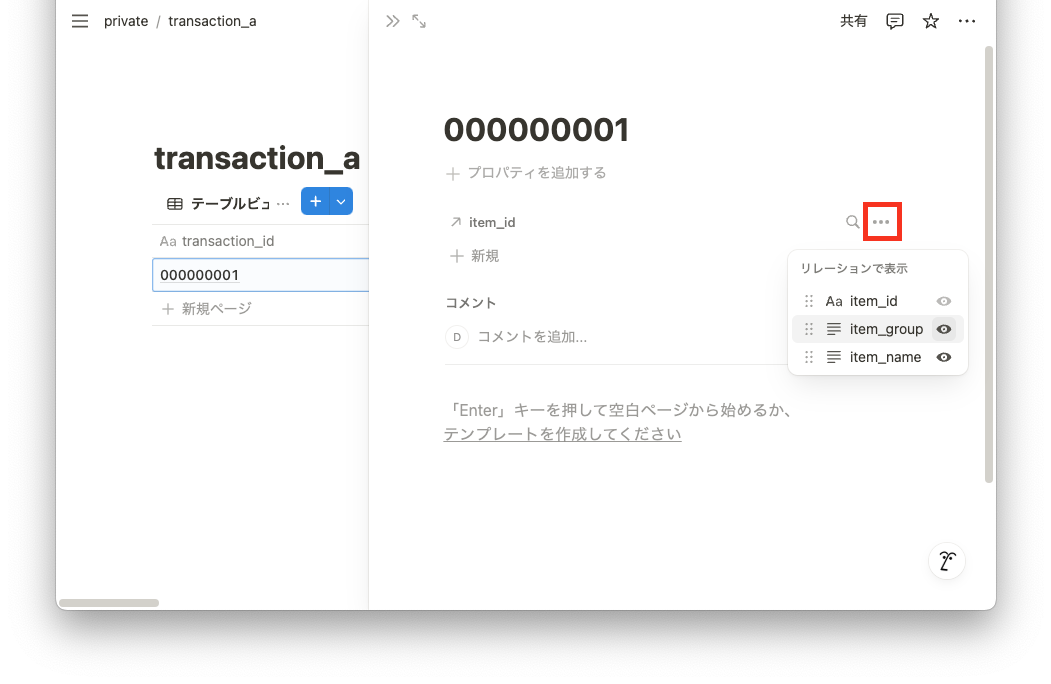 private / transaction_a
共有
transaction_a
テーブルビュ ...
Aa transaction_id
000000001
新規ページ
000000001
プロパティを追加する
item_id
新規
リレーションで表示
Aa item_id
item_group
item_name
コメント
D コメントを追加...
「Enter」キーを押して空白ページから始めるか、
テンプレートを作成してください